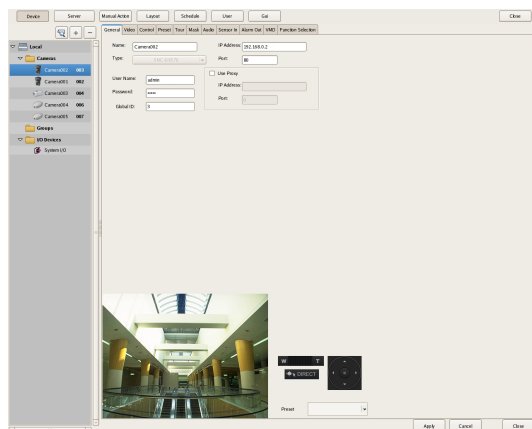 Device Server Manual Action Layout Schedule User Gui Close
General Video Control Preset Tour Mask Audio Sensor In Alarm Out VMD Function Selection
Local
Cameras
Camera002 003
Camera001 002
Camera003 004
Camera004 006
Camera005 007
Groups
I/O Devices
System I/O
Name: Camera002 IP Address: 192.168.0.2
Type: Port: 80
Use Proxy
User Name: admin IP Address:
Password: •••••
Port:
Global ID: 3
W T
DIRECT
Preset
Apply Cancel Close